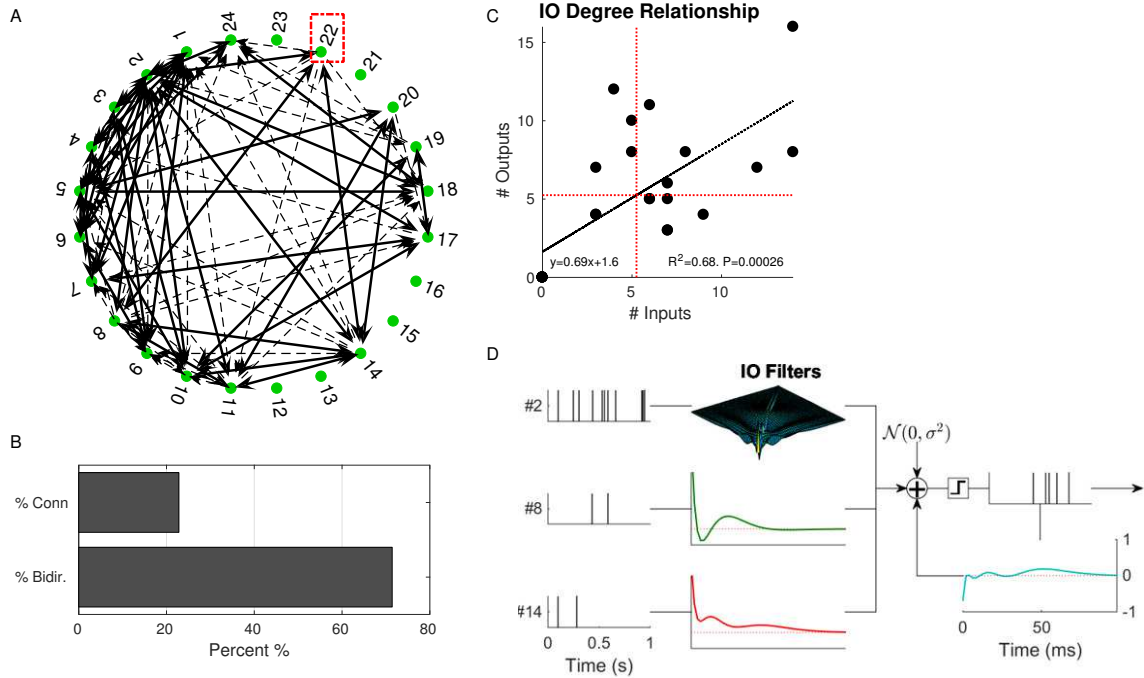 A
24
23
22
21
20
19
18
17
16
15
14
13
12
11
10
9
8
7
6
5
4
3
2
1
B
% Conn
% Bidir.
0
20
40
60
80
Percent %
C
IO Degree Relationship
15
10
5
0
# Outputs
y=0.69x+1.6
R²=0.68. P=0.00026
0
5
10
# Inputs
D
IO Filters
#2
#8
#14
0
0.5
1
Time (s)
𝒩(0, σ²)
1
0
-1
0
50
Time (ms)